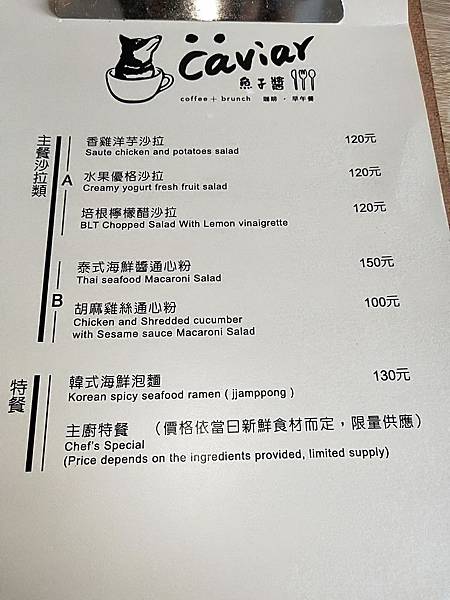 caviar
魚子醬
coffee + brunch 咖啡 · 早午餐
主餐沙拉類
A
香雞洋芋沙拉 120元
Saute chicken and potatoes salad
水果優格沙拉 120元
Creamy yogurt fresh fruit salad
培根檸檬醋沙拉 120元
BLT Chopped Salad With Lemon vinaigrette
B
泰式海鮮醬通心粉 150元
Thai seafood Macaroni Salad
胡麻雞絲通心粉 100元
Chicken and Shredded cucumber
with Sesame sauce Macaroni Salad
特餐
韓式海鮮泡麵 130元
Korean spicy seafood ramen ( jjamppong )
主廚特餐 （價格依當日新鮮食材而定，限量供應）
Chef's Special
(Price depends on the ingredients provided, limited supply)